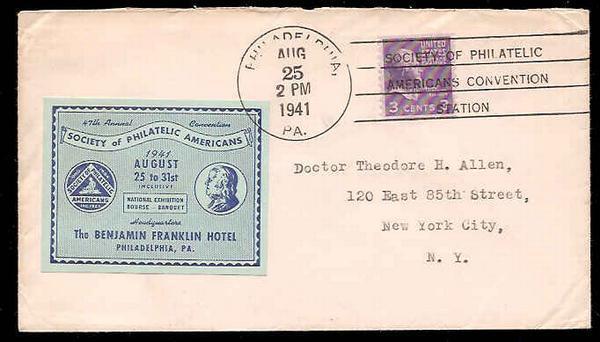 PHILADELPHIA,
AUG
25
2 PM
1941
PA.
SOCIETY OF PHILATELIC
AMERICANS CONVENTION
STATION
UNITED
STATES
3 CENTS 3
47th Annual Convention
SOCIETY OF PHILATELIC AMERICANS
1941
AUGUST
25 TO 31st
INCLUSIVE
NATIONAL EXHIBITION
BOURSE - BANQUET
SOCIETY OF PHILATELIC
AMERICANS
Headquarters
The BENJAMIN FRANKLIN HOTEL
PHILADELPHIA, PA.
Doctor Theodore H. Allen,
120 East 85th Street,
New York City,
N. Y.